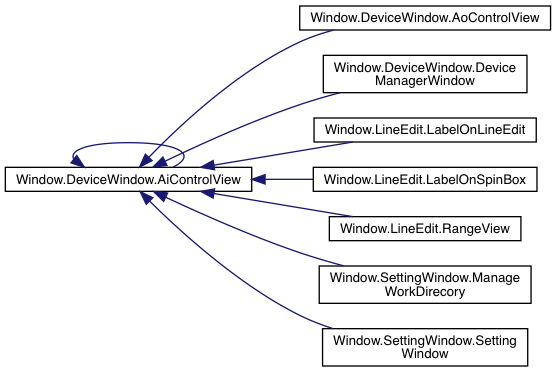 Window.DeviceWindow.AoControlView
Window.DeviceWindow.Device
ManagerWindow
Window.LineEdit.LabelOnLineEdit
Window.DeviceWindow.AiControlView
Window.LineEdit.LabelOnSpinBox
Window.LineEdit.RangeView
Window.SettingWindow.Manage
WorkDirecory
Window.SettingWindow.Setting
Window